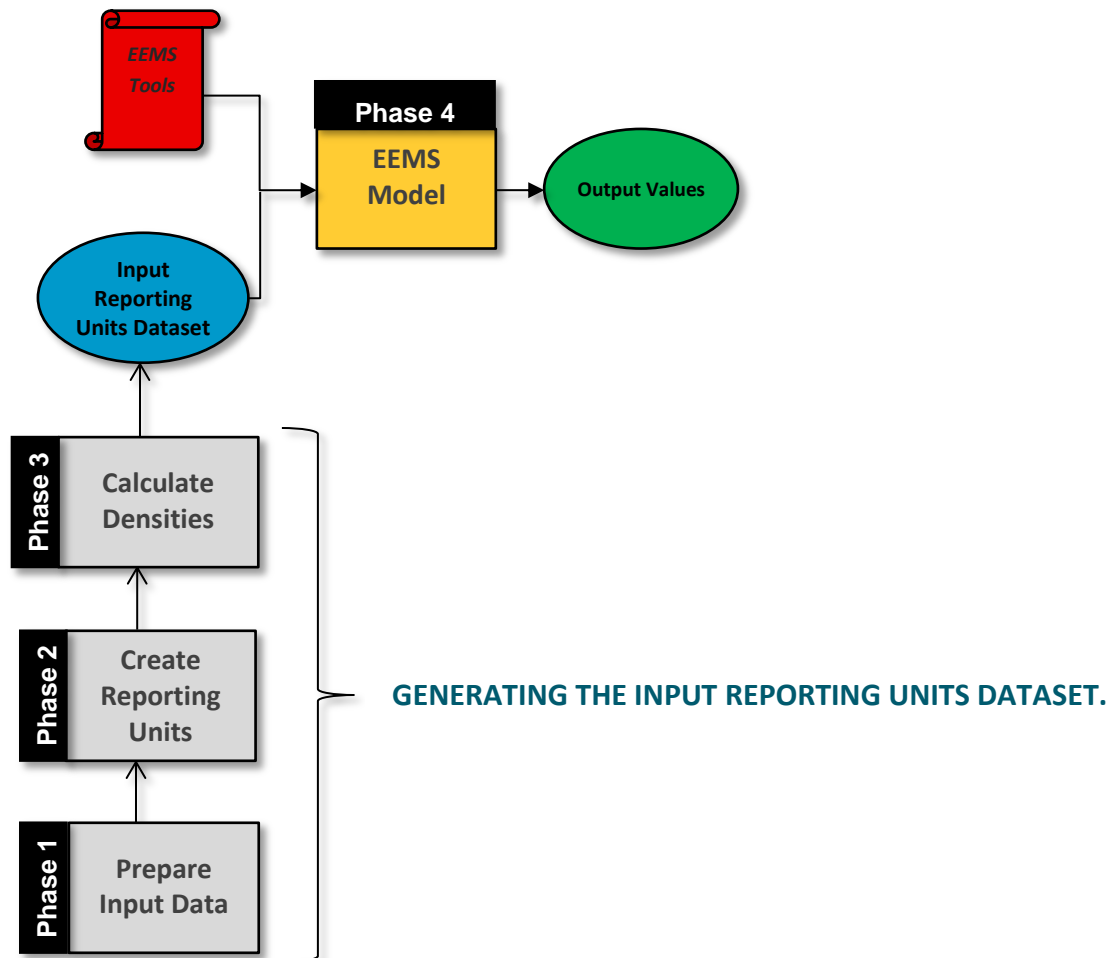 EEMS
Tools
Phase 4
EEMS
Model
Output Values
Input
Reporting
Units Dataset
Phase 3
Calculate
Densities
Phase 2
Create
Reporting
Units
GENERATING THE INPUT REPORTING UNITS DATASET.
Phase 1
Prepare
Input Data